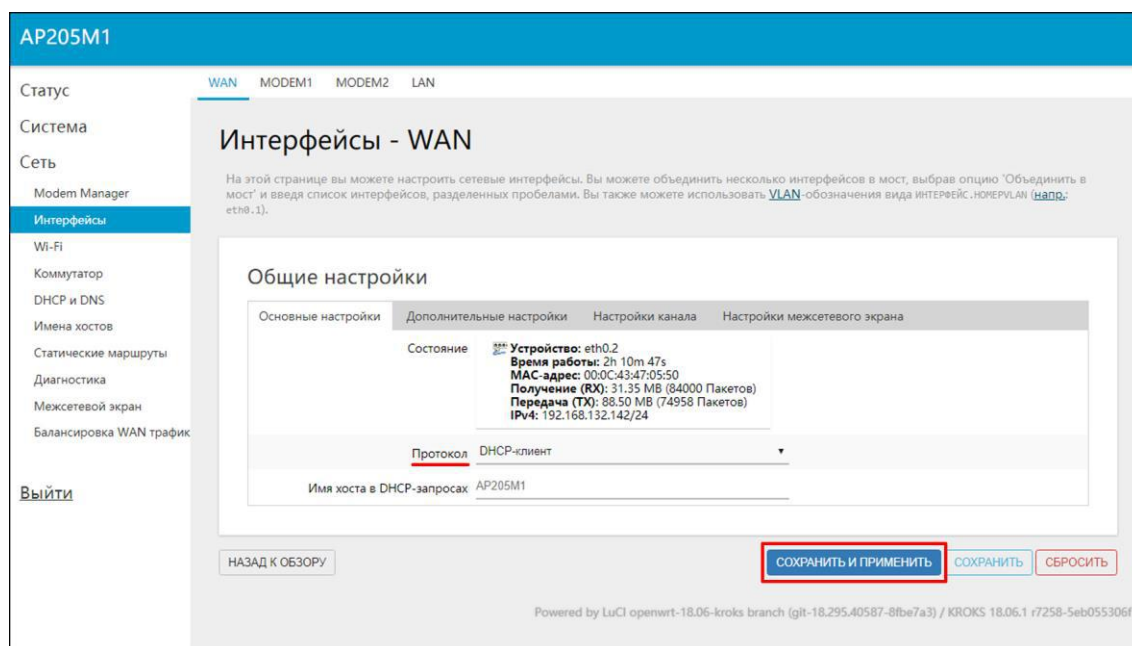 AP205M1
Статус
Система
Сеть
Modem Manager
Интерфейсы
Wi-Fi
Коммутатор
DHCP и DNS
Имена хостов
Статические маршруты
Диагностика
Межсетевой экран
Балансировка WAN трафик
Выйти
WAN MODEM1 MODEM2 LAN
Интерфейсы - WAN
На этой странице вы можете настроить сетевые интерфейсы. Вы можете объединить несколько интерфейсов в мост, выбрав опцию 'Объединить в
мост' и введя список интерфейсов, разделенных пробелами. Вы также можете использовать VLAN-обозначения вида ИНТЕРФЕЙС.НОМЕРVLAN (напр.:
eth0.1).
Общие настройки
Основные настройки Дополнительные настройки Настройки канала Настройки межсетевого экрана
Состояние
Устройство: eth0.2
Время работы: 2h 10m 47s
MAC-адрес: 00:0C:43:47:05:50
Получение (RX): 31.35 MB (84000 Пакетов)
Передача (TX): 88.50 MB (74958 Пакетов)
IPv4: 192.168.132.142/24
Протокол DHCP-клиент
Имя хоста в DHCP-запросах AP205M1
НАЗАД К ОБЗОРУ СОХРАНИТЬ И ПРИМЕНИТЬ СОХРАНИТЬ СБРОСИТЬ
Powered by LuCI openwrt-18.06-kroks branch (git-18.295.40587-8fbe7a3) / KROKS 18.06.1 r7258-5eb055306f